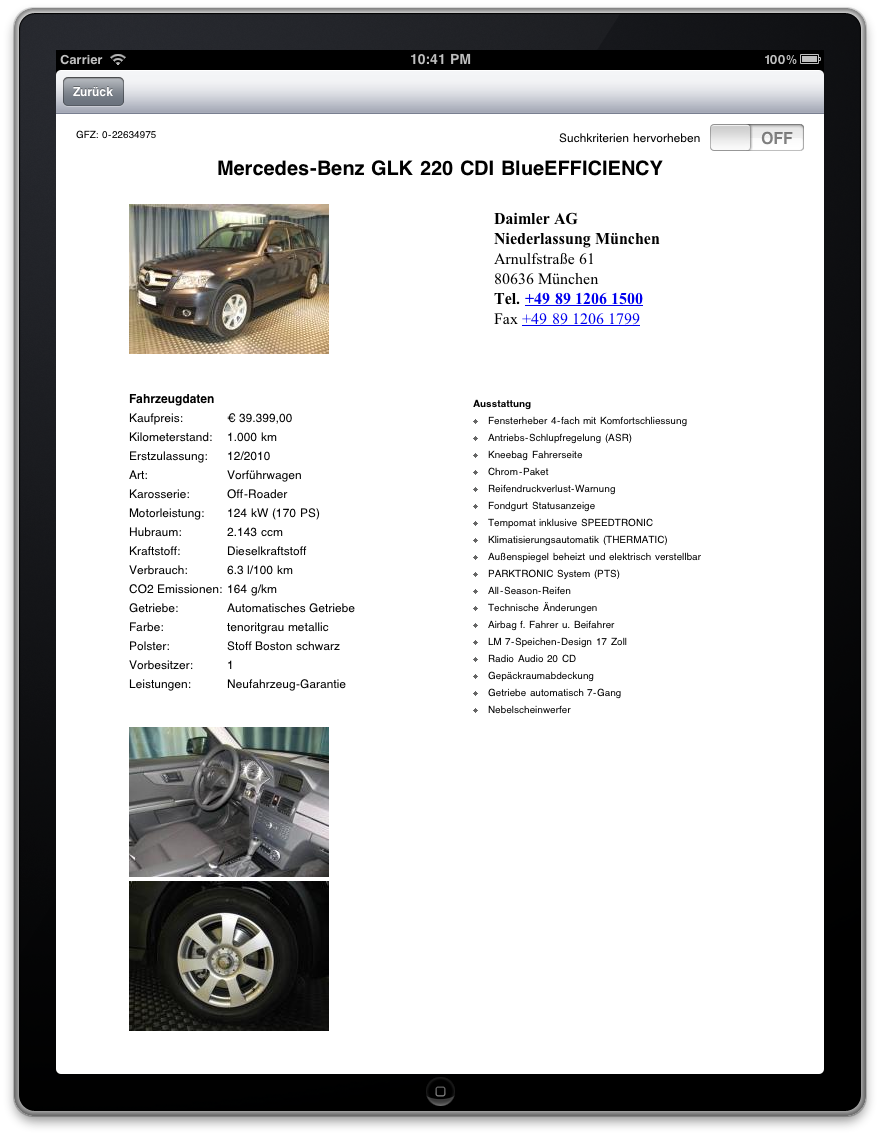 Carrier 10:41 PM 100%
Zurück
GFZ: 0-22634975
Suchkriterien hervorheben OFF
Mercedes-Benz GLK 220 CDI BlueEFFICIENCY
Daimler AG
Niederlassung München
Arnulfstraße 61
80636 München
Tel. +49 89 1206 1500
Fax +49 89 1206 1799
Fahrzeugdaten
Kaufpreis: € 39.399,00
Kilometerstand: 1.000 km
Erstzulassung: 12/2010
Art: Vorführwagen
Karosserie: Off-Roader
Motorleistung: 124 kW (170 PS)
Hubraum: 2.143 ccm
Kraftstoff: Dieselkraftstoff
Verbrauch: 6.3 l/100 km
CO2 Emissionen: 164 g/km
Getriebe: Automatisches Getriebe
Farbe: tenoritgrau metallic
Polster: Stoff Boston schwarz
Vorbesitzer: 1
Leistungen: Neufahrzeug-Garantie
Ausstattung
Fensterheber 4-fach mit Komfortschliessung
Antriebs-Schlupfregelung (ASR)
Kneebag Fahrerseite
Chrom-Paket
Reifendruckverlust-Warnung
Fondgurt Statusanzeige
Tempomat inklusive SPEEDTRONIC
Klimatisierungsautomatik (THERMATIC)
Außenspiegel beheizt und elektrisch verstellbar
PARKTRONIC System (PTS)
All-Season-Reifen
Technische Änderungen
Airbag f. Fahrer u. Beifahrer
LM 7-Speichen-Design 17 Zoll
Radio Audio 20 CD
Gepäckraumabdeckung
Getriebe automatisch 7-Gang
Nebelscheinwerfer